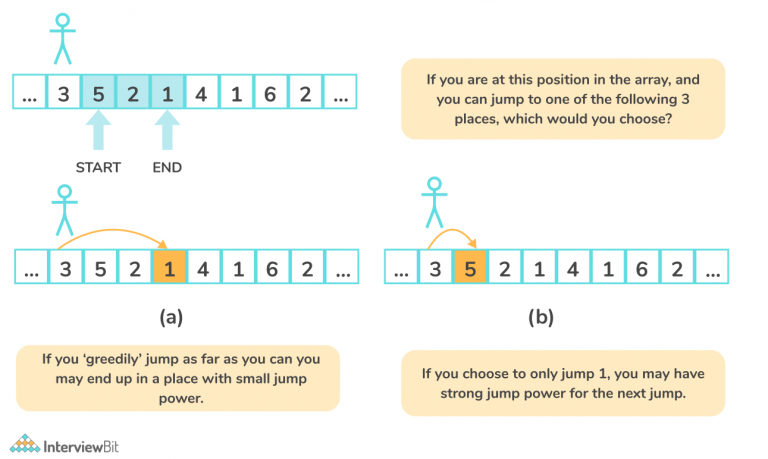 ... 3 5 2 1 4 1 6 2 ...
START END
If you are at this position in the array, and
you can jump to one of the following 3
places, which would you choose?
... 3 5 2 1 4 1 6 2 ...
(a)
If you ‘greedily’ jump as far as you can you
may end up in a place with small jump
power.
... 3 5 2 1 4 1 6 2 ...
(b)
If you choose to only jump 1, you may have
strong jump power for the next jump.
InterviewBit